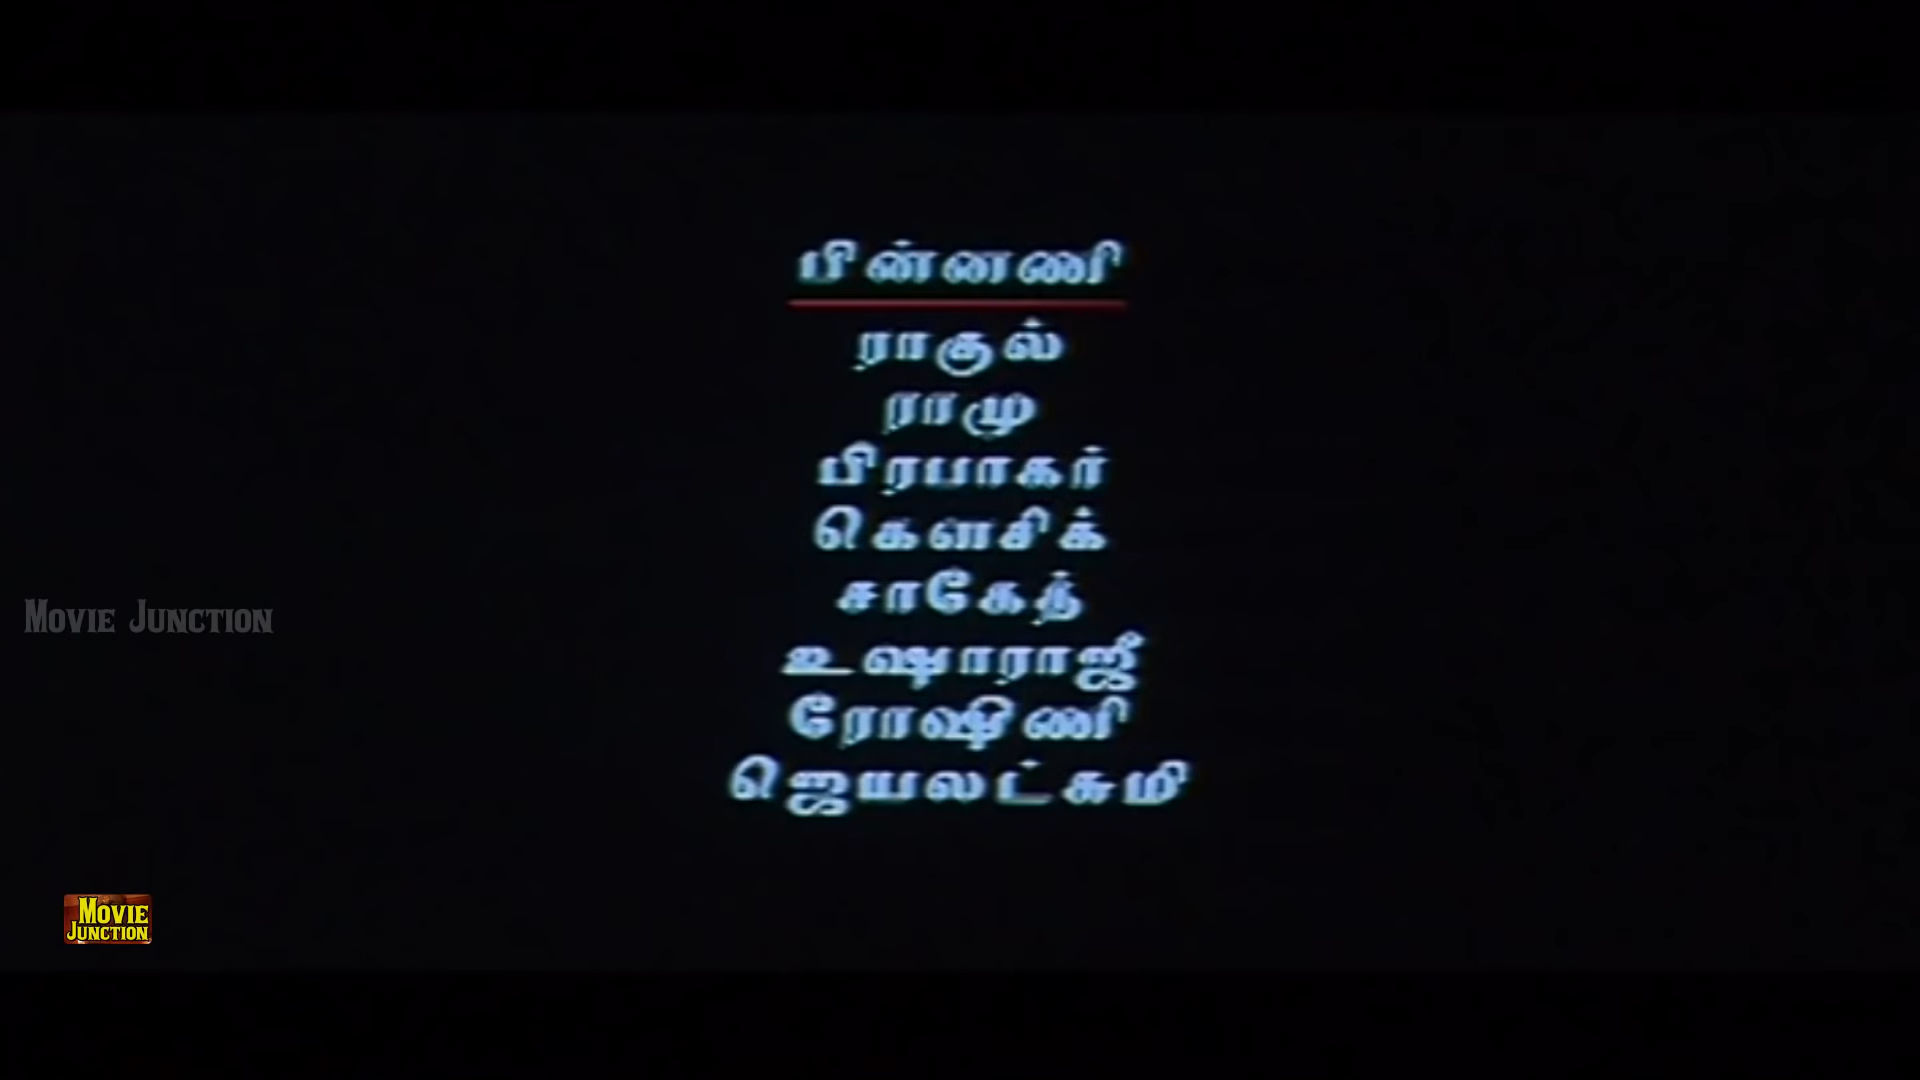 பின்னணி
ராகுல்
ராமு
பிரபாகர்
கௌசிக்
சாகேத்
உஷாராஜீ
ரோஷிணி
ஜெயலட்சுமி
MOVIE JUNCTION
MOVIE
JUNCTION